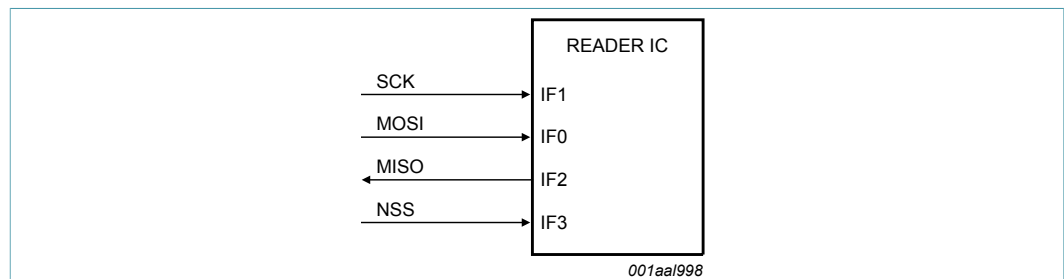 READER IC
SCK
IF1
MOSI
IF0
MISO
IF2
NSS
IF3
001aal998